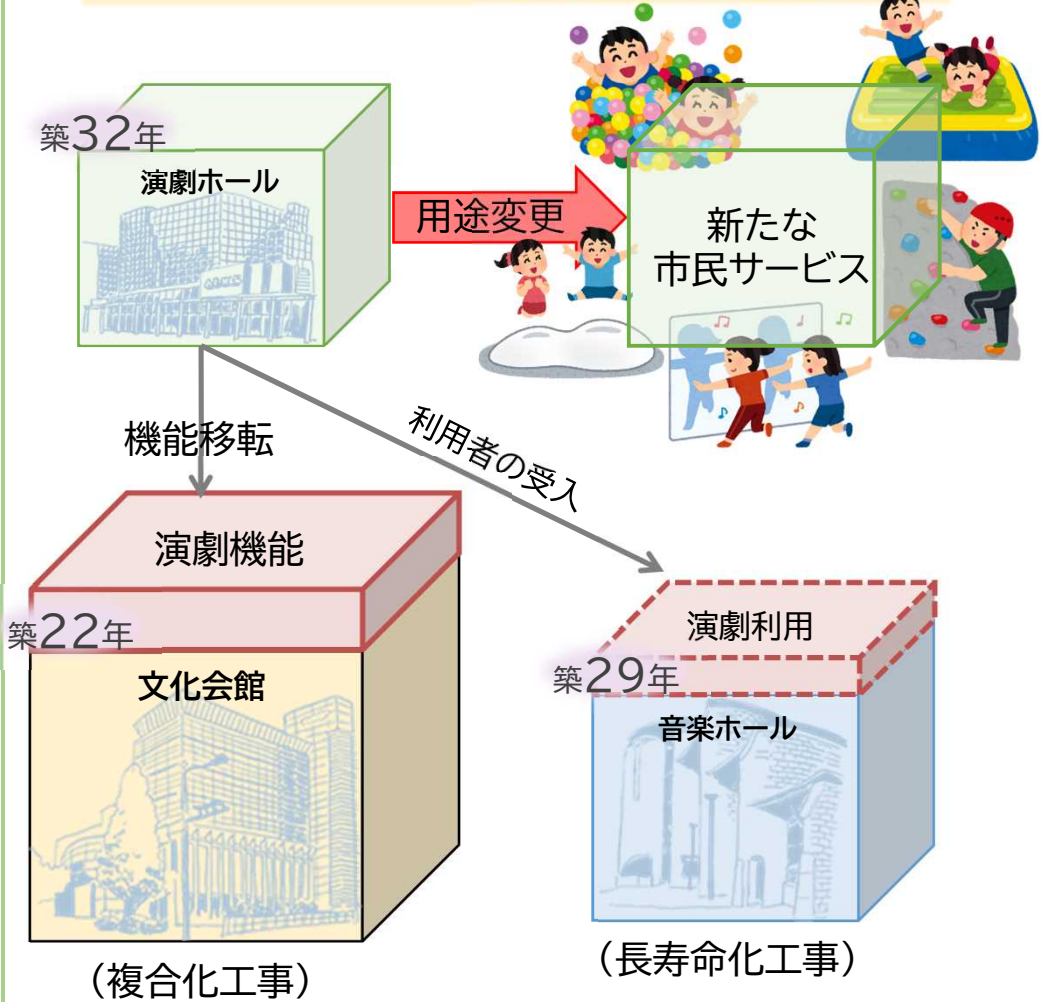 築32年
演劇ホール
用途変更
新たな
市民サービス
機能移転
利用者の受入
演劇機能
築22年
文化会館
演劇利用
築29年
音楽ホール
（複合化工事）
（長寿命化工事）